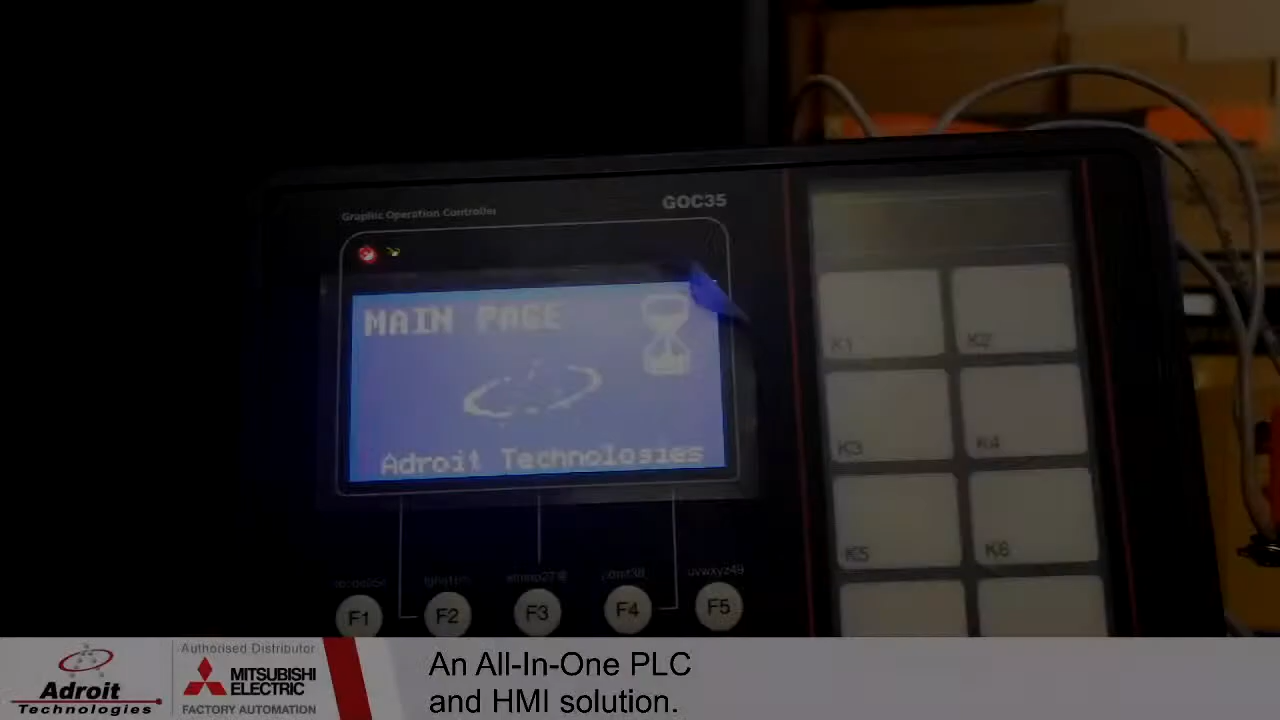 Graphic Operation Controller
GOC35
MAIN PAGE
Adroit Technologies
K1
K2
K3
K4
K5
K6
uvwxyz49
F1
F2
F3
F4
F5
Adroit
Technologies
Authorised Distributor
MITSUBISHI
ELECTRIC
FACTORY AUTOMATION
An All-In-One PLC
and HMI solution.